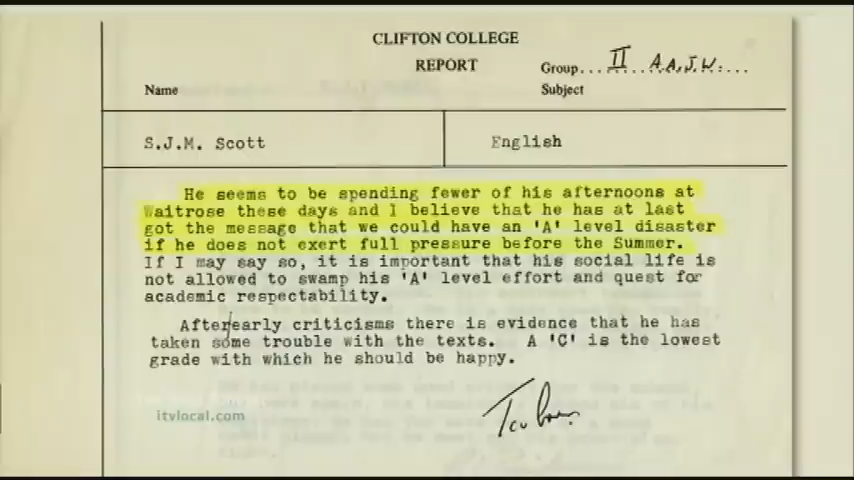 CLIFTON COLLEGE
REPORT
Group.... II A.A.J.W. ...
Name
Subject
S.J.M. Scott
English
He seems to be spending fewer of his afternoons at
Waitrose these days and I believe that he has at last
got the message that we could have an 'A' level disaster
if he does not exert full pressure before the Summer.
If I may say so, it is important that his social life is
not allowed to swamp his 'A' level effort and quest for
academic respectability.
After/early criticisms there is evidence that he has
taken some trouble with the texts. A 'C' is the lowest
grade with which he should be happy.
itvlocal.com